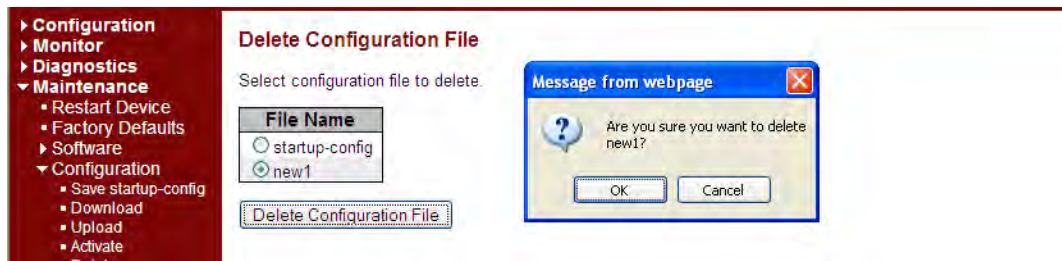 Configuration
Monitor
Diagnostics
Maintenance
Restart Device
Factory Defaults
Software
Configuration
Save startup-config
Download
Upload
Activate
Delete Configuration File
Select configuration file to delete.
File Name
startup-config
new1
Delete Configuration File
Message from webpage
Are you sure you want to delete
new1?
OK
Cancel